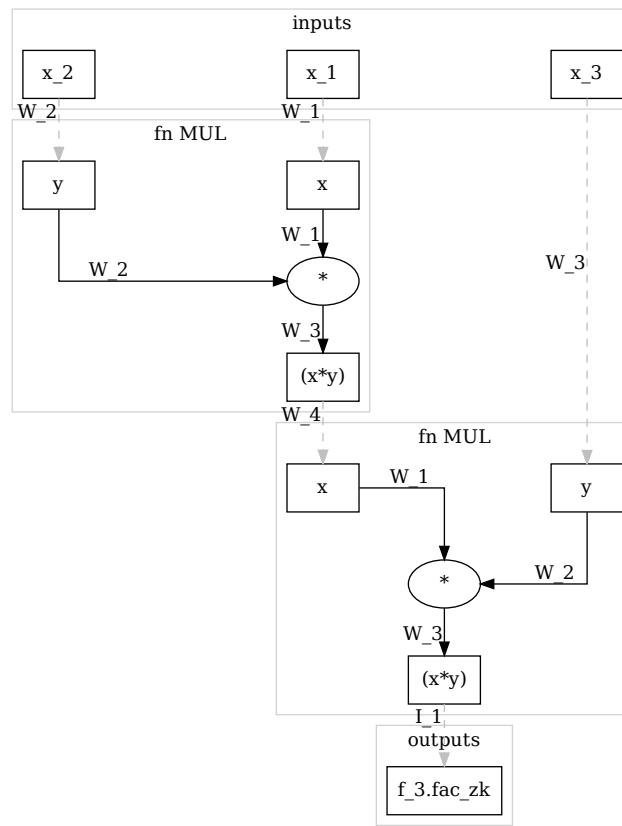 inputs
x_2
x_1
x_3
W_2
W_1
fn MUL
y
x
W_1
W_2
W_3
*
W_3
(x*y)
W_4
fn MUL
x
y
W_1
*
W_2
W_3
(x*y)
I_1
outputs
f_3.fac_zk